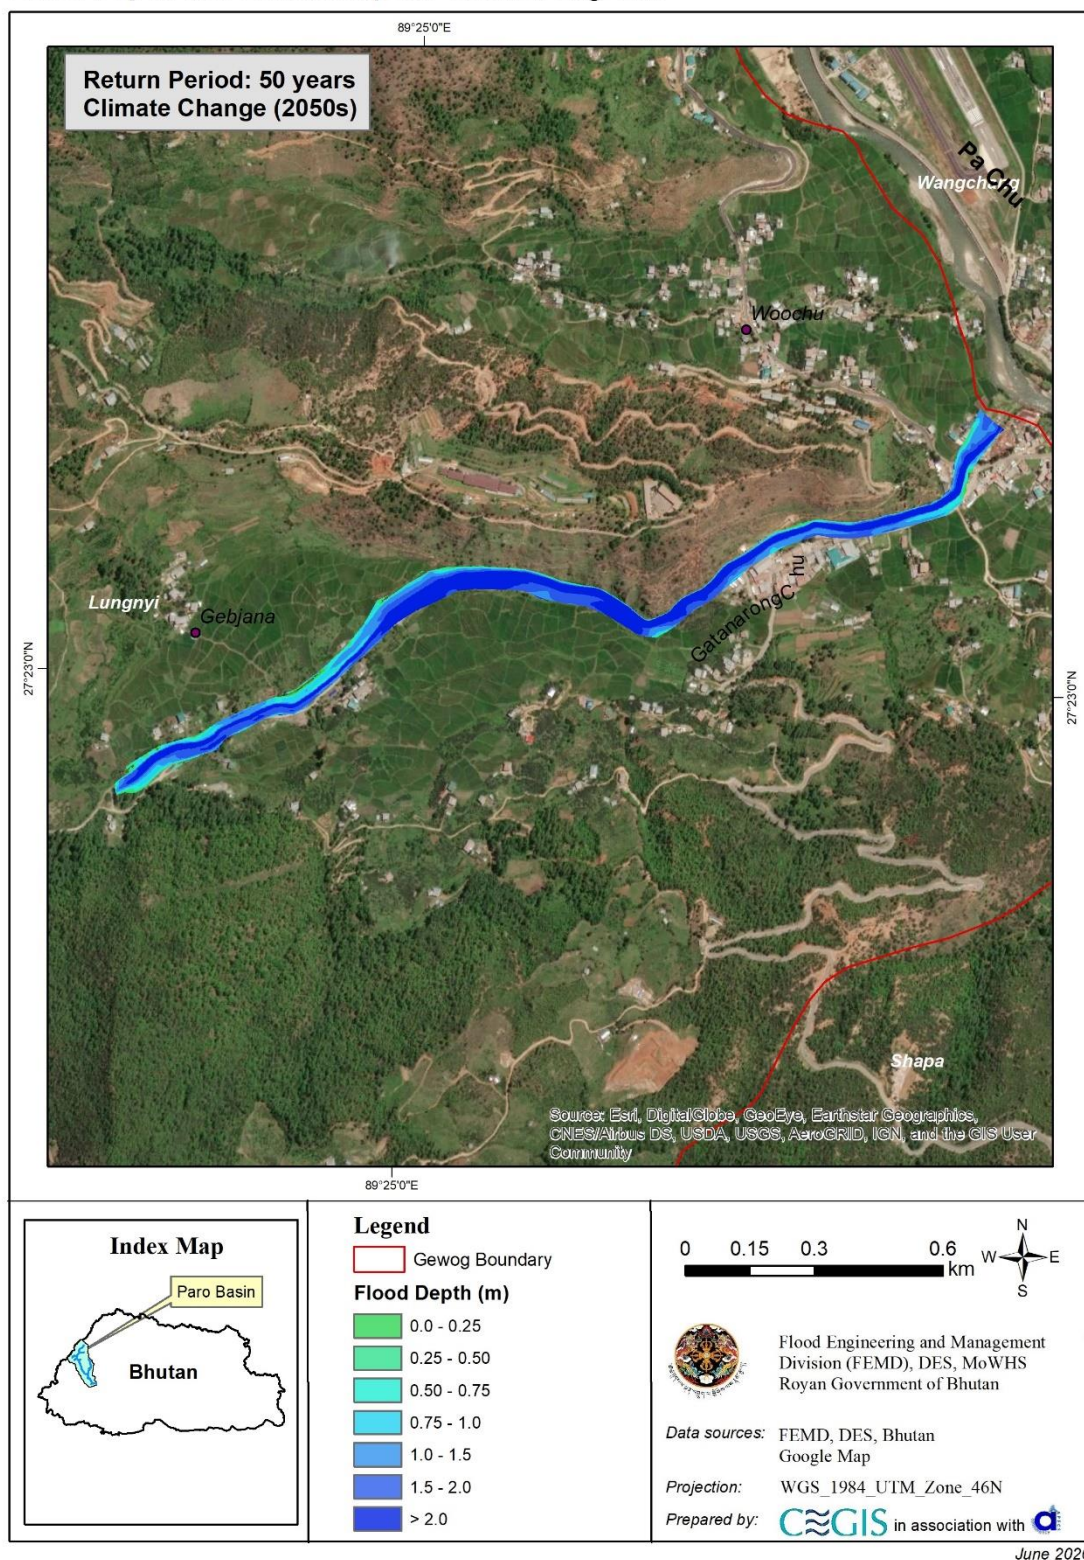 89°25'0"E
Return Period: 50 years
Climate Change (2050s)
Pa Chu
Wangchang
Woochu
Lungnyi
Gebjana
GatanarongChu
27°23'0"N
27°23'0"N
Shapa
Source: Esri, DigitalGlobe, GeoEye, Earthstar Geographics,
CNES/Airbus DS, USDA, USGS, AeroGRID, IGN, and the GIS User
Community
89°25'0"E
Index Map
Paro Basin
Bhutan
Legend
Gewog Boundary
Flood Depth (m)
0.0 - 0.25
0.25 - 0.50
0.50 - 0.75
0.75 - 1.0
1.0 - 1.5
1.5 - 2.0
> 2.0
0 0.15 0.3 0.6
km
N
W E
S
Flood Engineering and Management
Division (FEMD), DES, MoWHS
Royan Government of Bhutan
Data sources: FEMD, DES, Bhutan
Google Map
Projection: WGS_1984_UTM_Zone_46N
Prepared by: CEGIS in association with